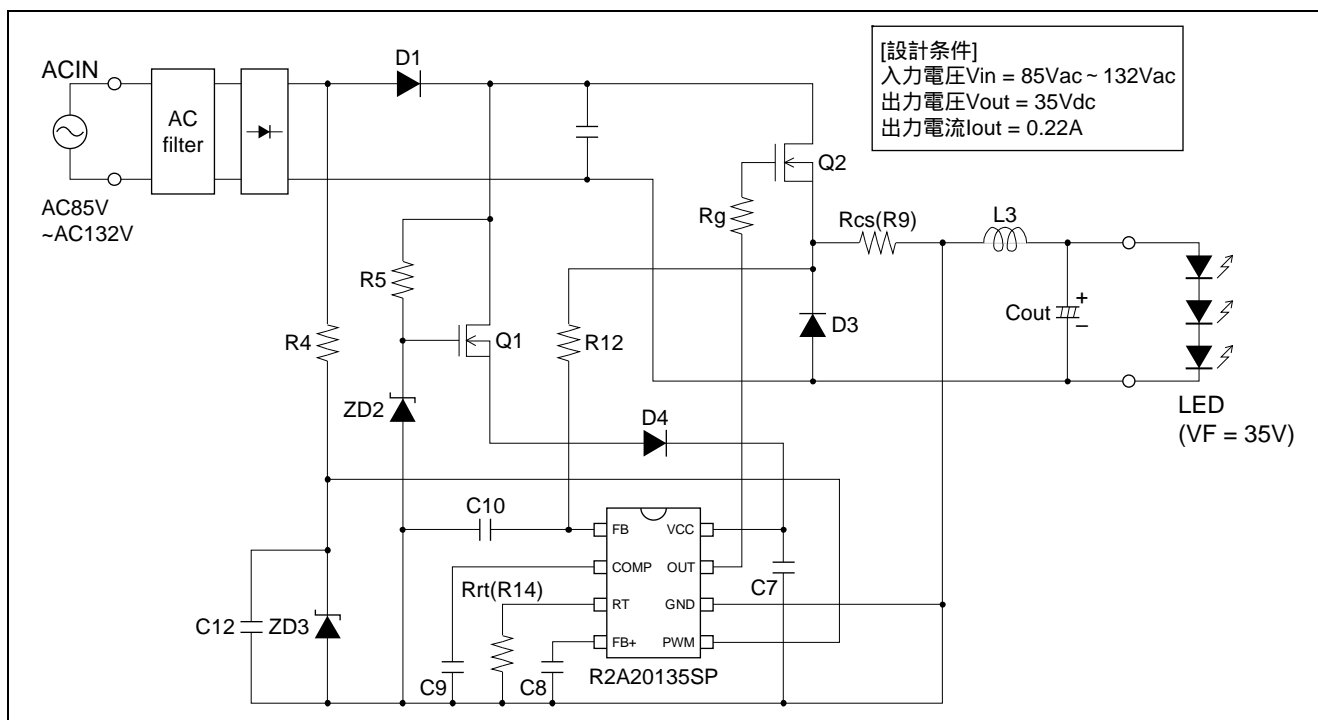 [設計条件]
入力電圧Vin = 85Vac ~ 132Vac
出力電圧Vout = 35Vdc
出力電流Iout = 0.22A
ACIN
AC
filter
AC85V
~AC132V
D1
Q2
Rg
Rcs(R9)
L3
R5
R4
Q1
R12
D3
Cout
+
−
ZD2
D4
LED
(VF = 35V)
C10
FB
VCC
COMP
OUT
C7
Rrt(R14)
RT
GND
C12
ZD3
FB+
PWM
C9
C8
R2A20135SP